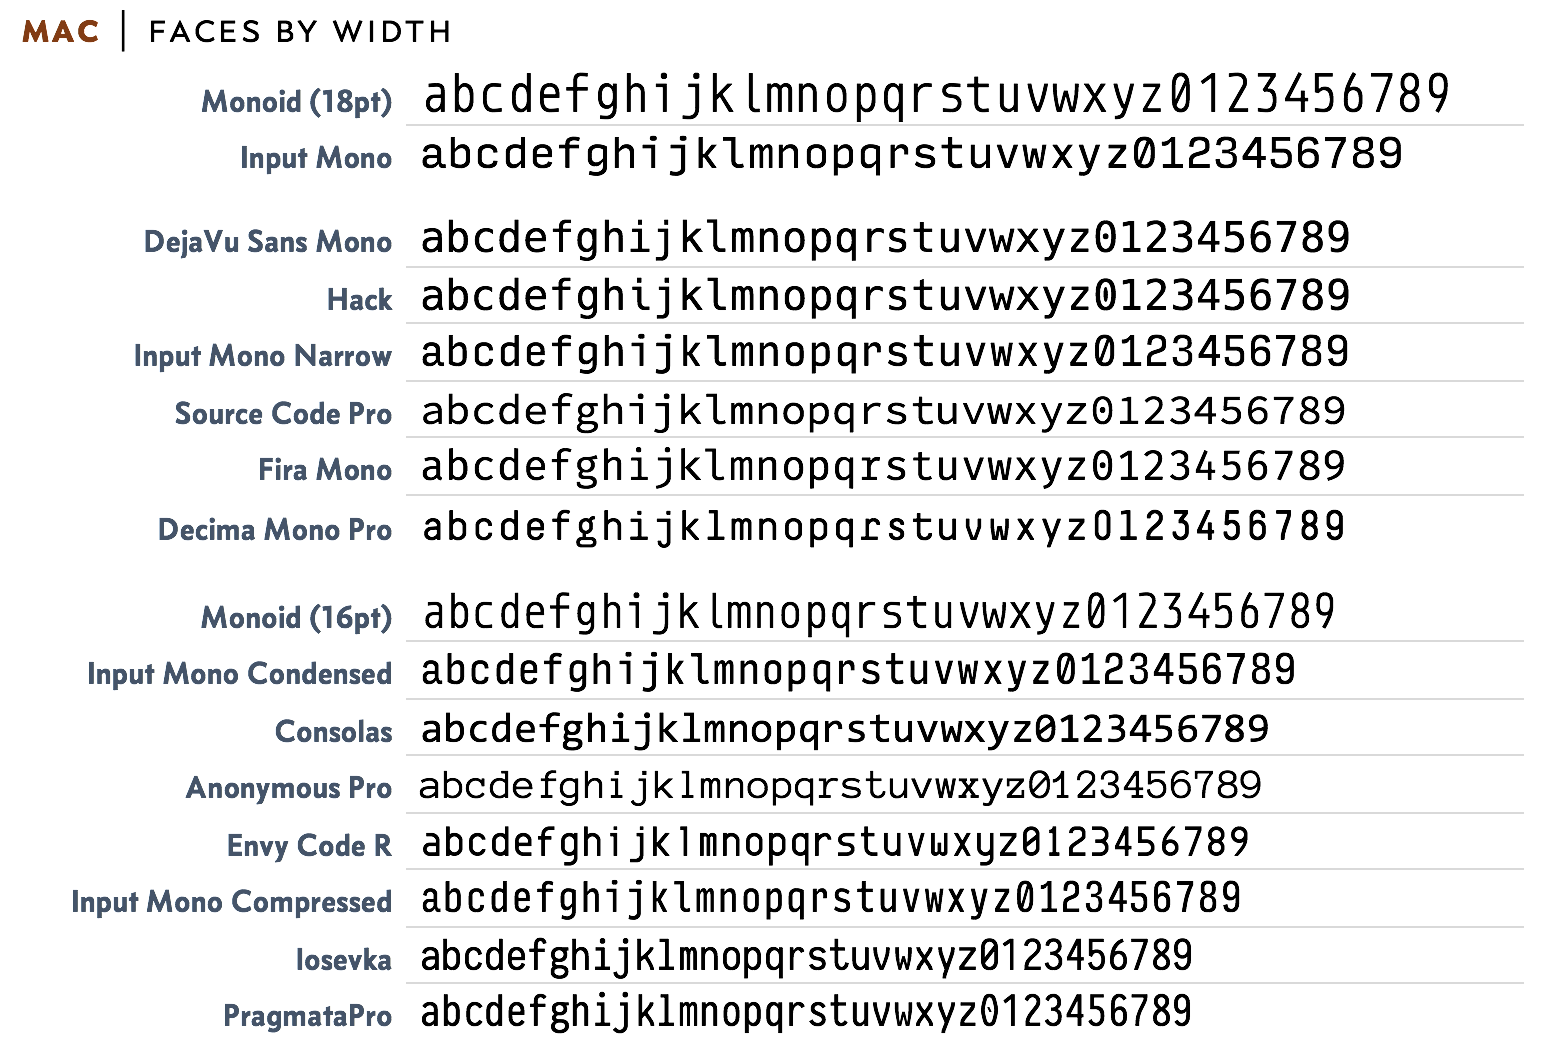 MAC | FACES BY WIDTH
Monoid (18pt) abcdefghijklmnopqrstuvwxyz0123456789
Input Mono abcdefghijklmnopqrstuvwxyz0123456789
DejaVu Sans Mono abcdefghijklmnopqrstuvwxyz0123456789
Hack abcdefghijklmnopqrstuvwxyz0123456789
Input Mono Narrow abcdefghijklmnopqrstuvwxyz0123456789
Source Code Pro abcdefghijklmnopqrstuvwxyz0123456789
Fira Mono abcdefghijklmnopqrstuvwxyz0123456789
Decima Mono Pro abcdefghijklmnopqrstuvwxyz0123456789
Monoid (16pt) abcdefghijklmnopqrstuvwxyz0123456789
Input Mono Condensed abcdefghijklmnopqrstuvwxyz0123456789
Consolas abcdefghijklmnopqrstuvwxyz0123456789
Anonymous Pro abcdefghijklmnopqrstuvwxyz0123456789
Envy Code R abcdefghijklmnopqrstuvwxyz0123456789
Input Mono Compressed abcdefghijklmnopqrstuvwxyz0123456789
Iosevka abcdefghijklmnopqrstuvwxyz0123456789
PragmataPro abcdefghijklmnopqrstuvwxyz0123456789